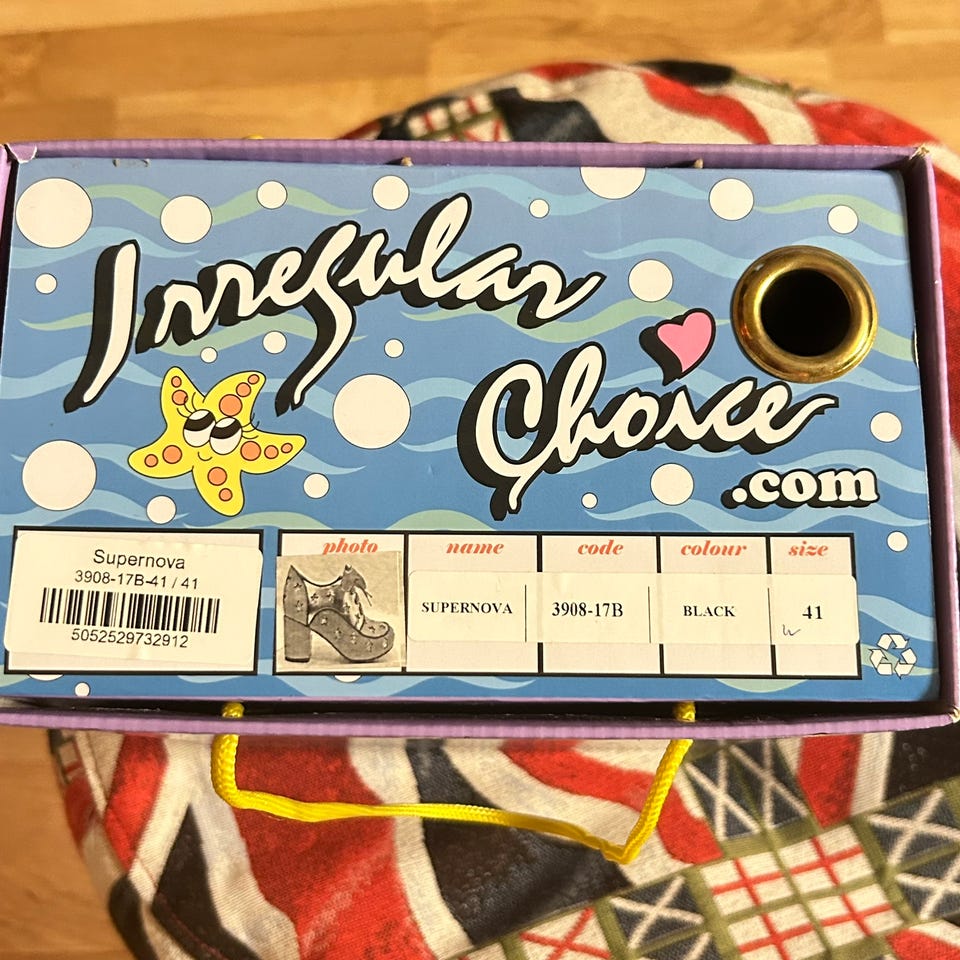 Irregular
Choice
.com
Supernova
3908-17B-41 / 41
5052529732912
photo name code colour size
SUPERNOVA 3908-17B BLACK 41